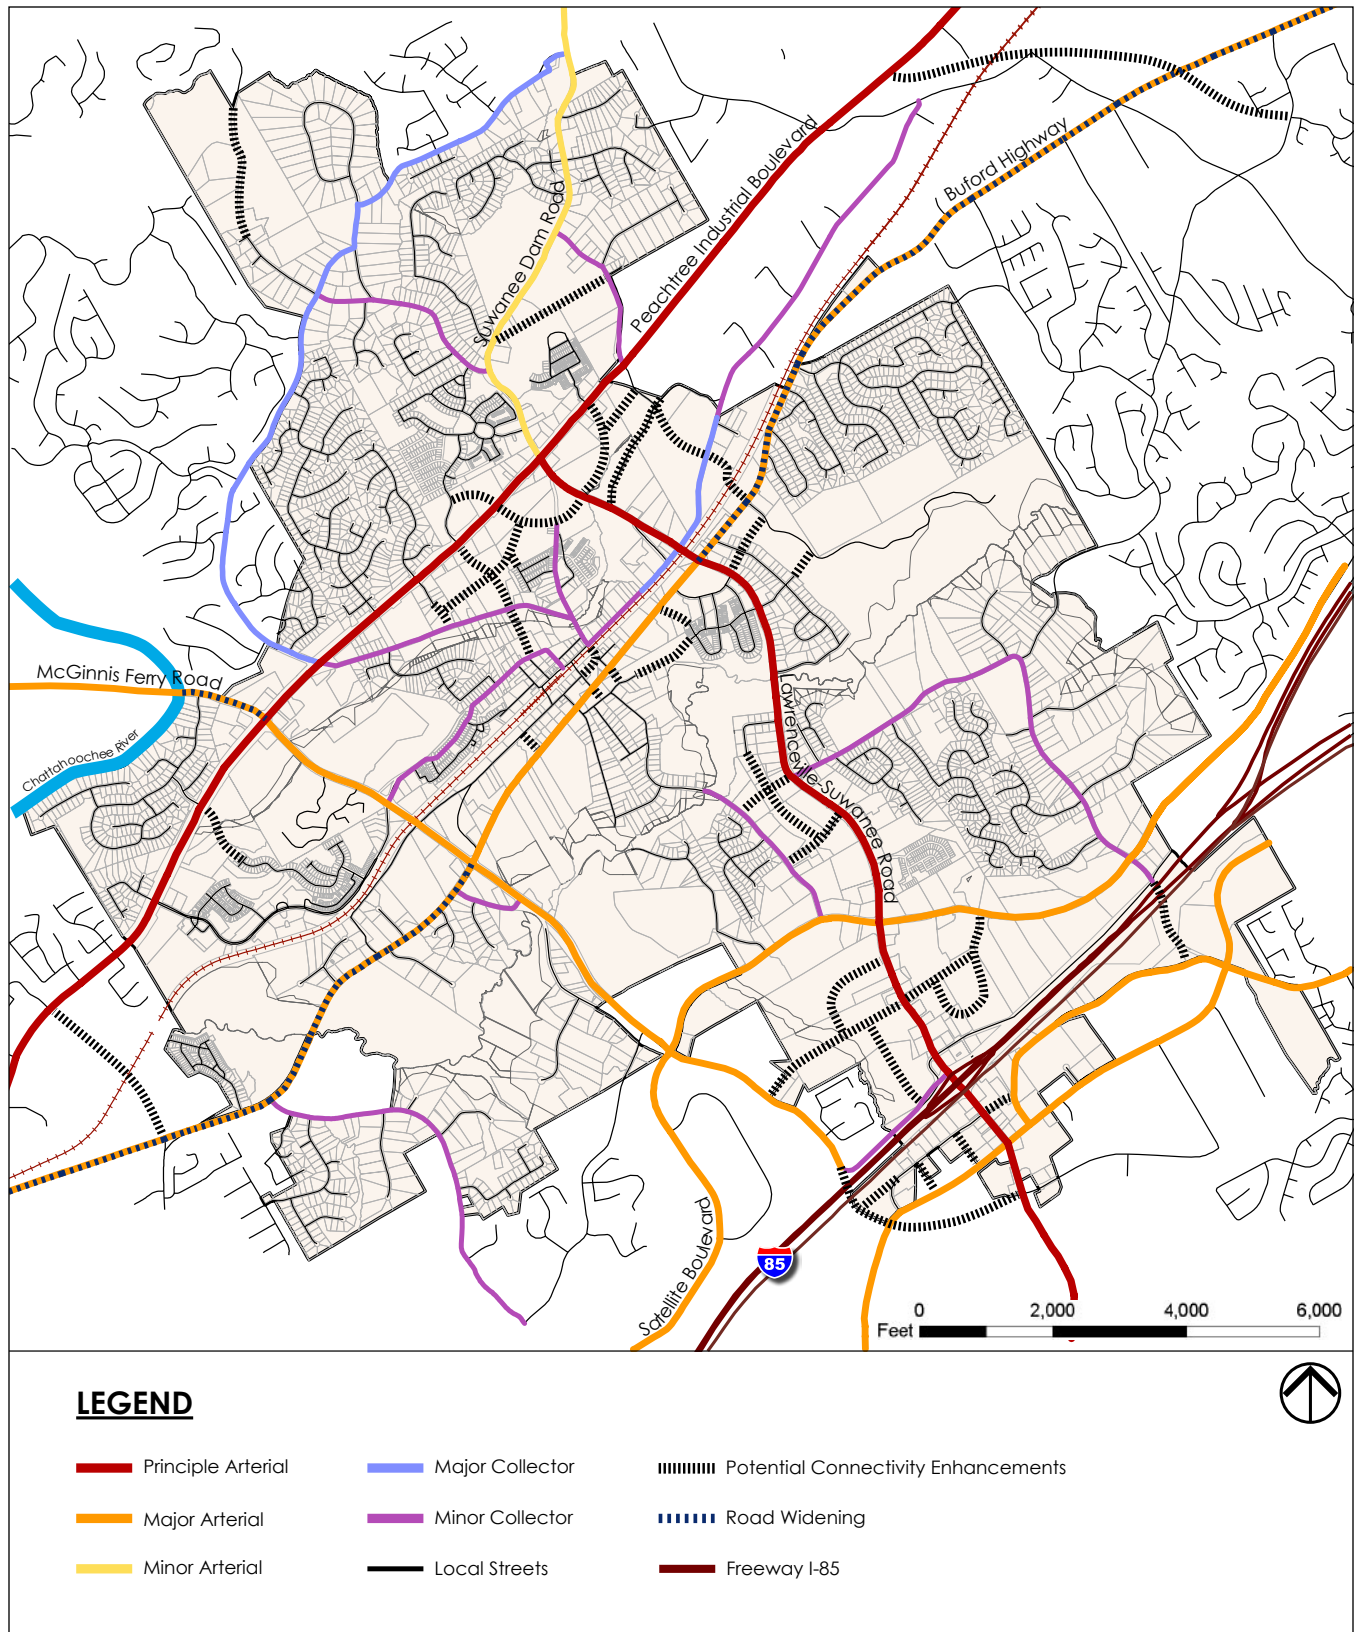 Peachtree Industrial Boulevard
Buford Highway
Suwanee Dam Road
McGinnis Ferry Road
Chattahoochee River
Lawrenceville-Suwanee Road
Satellite Boulevard
85
0 2,000 4,000 6,000
Feet
LEGEND
Principle Arterial
Major Collector
Potential Connectivity Enhancements
Major Arterial
Minor Collector
Road Widening
Minor Arterial
Local Streets
Freeway I-85